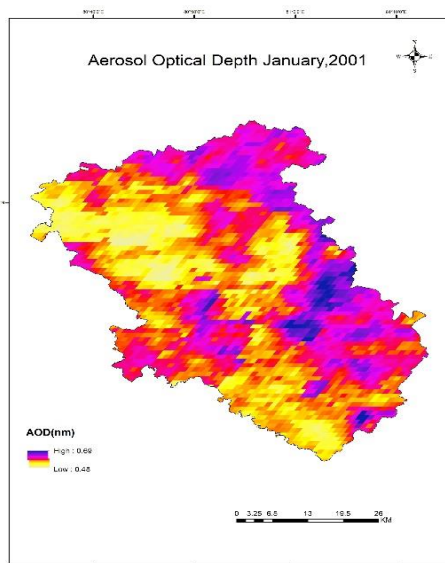 Aerosol Optical Depth January,2001
N
W
E
S
AOD(nm)
High : 0.69
Low : 0.48
0 3.25 6.5 13 19.5 26
KM